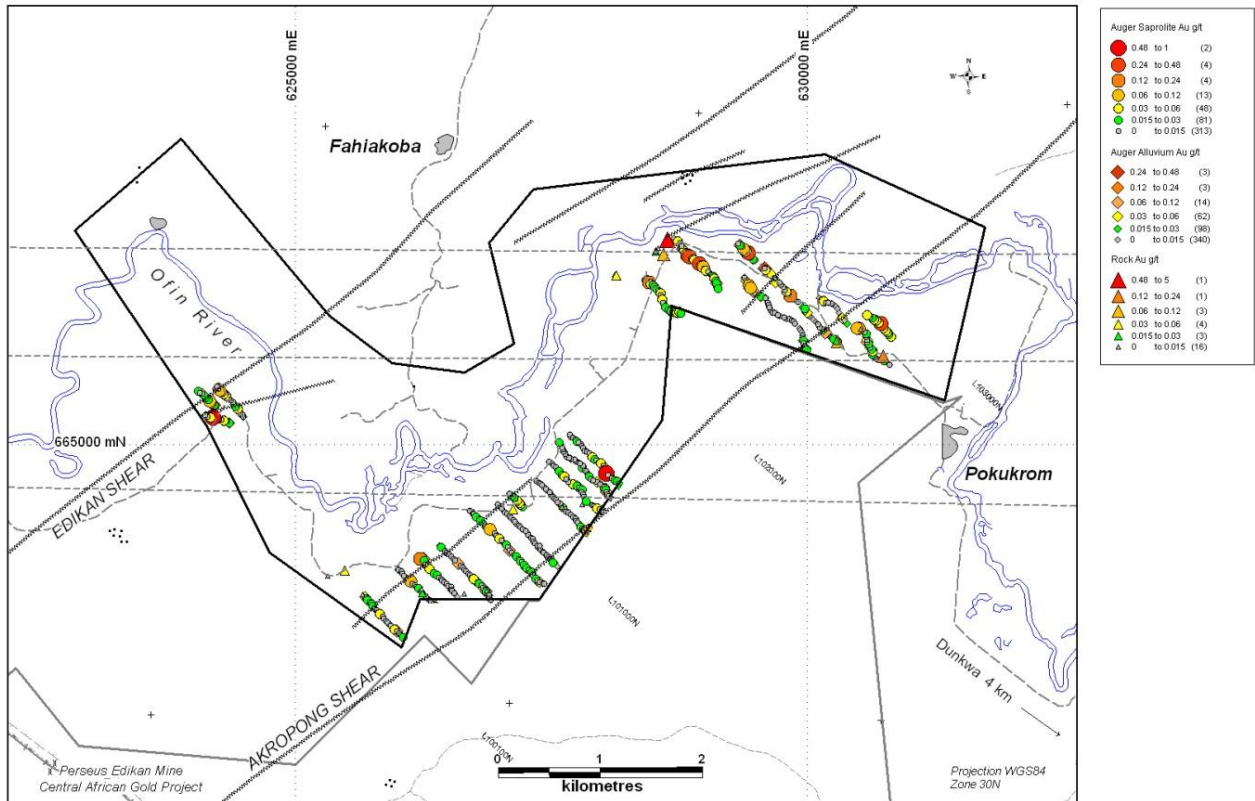 625000 mE
630000 mE
N
W E
S
Fahiakoba
Ofin River
665000 mN
EDIKAN SHEAR
AKROPONG SHEAR
Pokukrom
L103000N
L102000N
L101000N
L100100N
Dunkwa 4 km
Perseus Edikan Mine
Central African Gold Project
0 1 2
kilometres
Projection WGS84
Zone 30N
Auger Saprolite Au g/t
0.48 to 1 (2)
0.24 to 0.48 (4)
0.12 to 0.24 (4)
0.06 to 0.12 (13)
0.03 to 0.06 (48)
0.015 to 0.03 (81)
0 to 0.015 (313)
Auger Alluvium Au g/t
0.24 to 0.48 (3)
0.12 to 0.24 (3)
0.06 to 0.12 (14)
0.03 to 0.06 (62)
0.015 to 0.03 (98)
0 to 0.015 (340)
Rock Au g/t
0.48 to 5 (1)
0.12 to 0.24 (1)
0.06 to 0.12 (3)
0.03 to 0.06 (4)
0.015 to 0.03 (3)
0 to 0.015 (16)